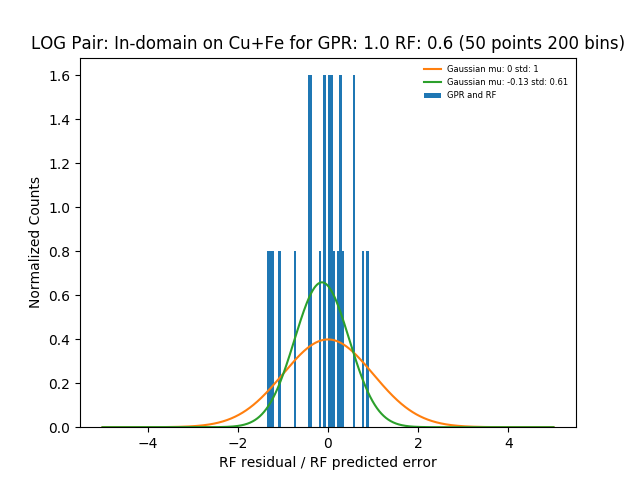 LOG Pair: In-domain on Cu+Fe for GPR: 1.0 RF: 0.6 (50 points 200 bins)
Gaussian mu: 0 std: 1
Gaussian mu: -0.13 std: 0.61
GPR and RF
1.6
1.4
1.2
1.0
0.8
0.6
0.4
0.2
0.0
Normalized Counts
−4
−2
0
2
4
RF residual / RF predicted error